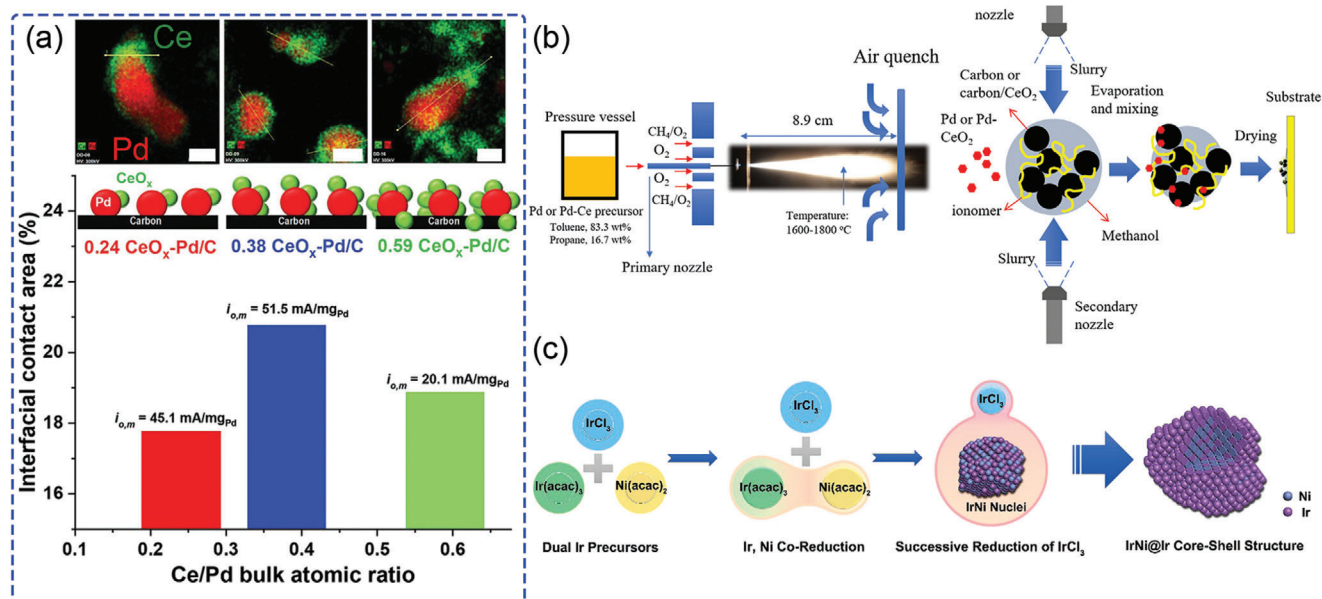 (a)
Ce
Pd
CeOx
Pd
Carbon
Carbon
Carbon
0.24 CeOx-Pd/C
0.38 CeOx-Pd/C
0.59 CeOx-Pd/C
Interfacial contact area (%)
24
22
20
18
16
io,m = 45.1 mA/mgPd
io,m = 51.5 mA/mgPd
io,m = 20.1 mA/mgPd
0.1
0.2
0.3
0.4
0.5
0.6
Ce/Pd bulk atomic ratio
(b)
Pressure vessel
Pd or Pd-Ce precursor
Toluene, 83.3 wt%
Propane, 16.7 wt%
CH4/O2
O2
O2
CH4/O2
Primary nozzle
8.9 cm
Air quench
Temperature:
1600-1800 °C
nozzle
Slurry
Carbon or
carbon/CeO2
Pd or Pd-
CeO2
ionomer
Methanol
Slurry
Secondary
nozzle
Evaporation
and mixing
Drying
Substrate
(c)
IrCl3
Ir(acac)3
Ni(acac)2
Dual Ir Precursors
IrCl3
Ir(acac)3
Ni(acac)2
Ir, Ni Co-Reduction
IrCl3
IrNi Nuclei
Successive Reduction of IrCl3
Ni
Ir
IrNi@Ir Core-Shell Structure